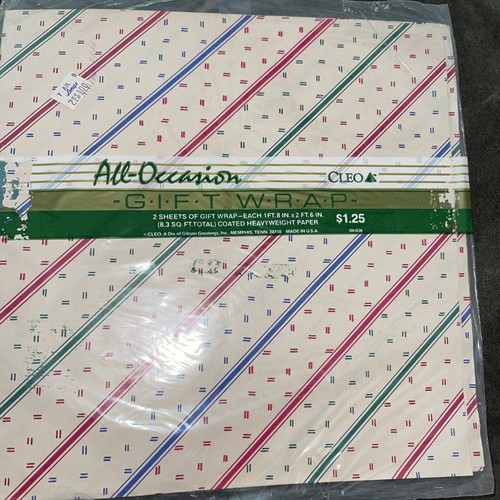 All-Occasion
CLEO
GIFT WRAP
2 SHEETS OF GIFT WRAP—EACH 1 FT. 8 IN. x 2 FT. 6 IN.
(8.3 SQ. FT. TOTAL) COATED HEAVYWEIGHT PAPER
$1.25
© CLEO, A Div of Gibson Greetings, Inc. MEMPHIS, TENN. 38118 MADE IN U.S.A.